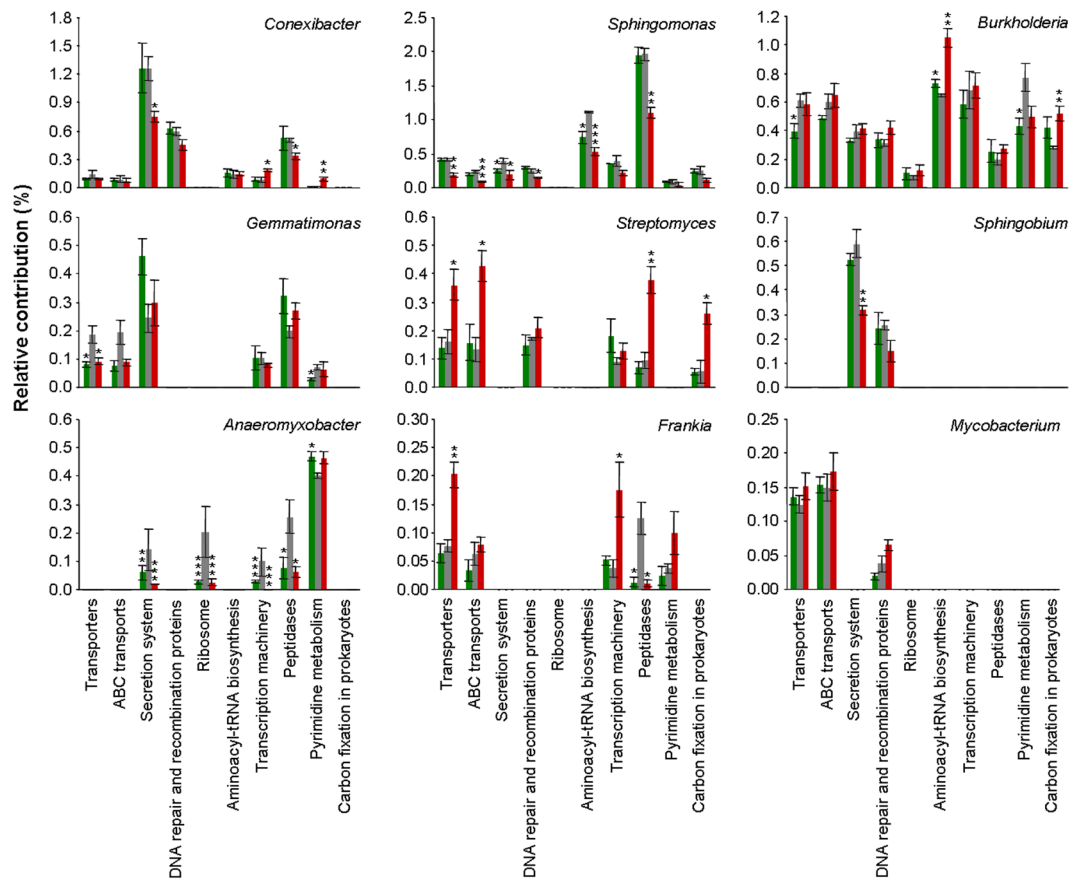 Relative contribution (%)
Conexibacter
1.8
1.5
1.2
0.9
0.6
0.3
0.0
* * * **
Sphingomonas
2.5
2.0
1.5
1.0
0.5
0.0
** *** * * * * *** **
Burkholderia
1.2
1.0
0.8
0.6
0.4
0.2
0.0
* * ** * **
Gemmatimonas
0.6
0.5
0.4
0.3
0.2
0.1
0.0
* * *
Streptomyces
0.6
0.5
0.4
0.3
0.2
0.1
0.0
* * ** *
Sphingobium
0.7
0.6
0.5
0.4
0.3
0.2
0.1
0.0
**
Anaeromyxobacter
0.6
0.5
0.4
0.3
0.2
0.1
0.0
** *** *** *** *** *** * * *
Frankia
0.30
0.25
0.20
0.15
0.10
0.05
0.00
** * * *
Mycobacterium
0.25
0.20
0.15
0.10
0.05
0.00
Transporters
ABC transports
Secretion system
DNA repair and recombination proteins
Ribosome
Aminoacyl-tRNA biosynthesis
Transcription machinery
Peptidases
Pyrimidine metabolism
Carbon fixation in prokaryotes
Transporters
ABC transports
Secretion system
DNA repair and recombination proteins
Ribosome
Aminoacyl-tRNA biosynthesis
Transcription machinery
Peptidases
Pyrimidine metabolism
Carbon fixation in prokaryotes
Transporters
ABC transports
Secretion system
DNA repair and recombination proteins
Ribosome
Aminoacyl-tRNA biosynthesis
Transcription machinery
Peptidases
Pyrimidine metabolism
Carbon fixation in prokaryotes